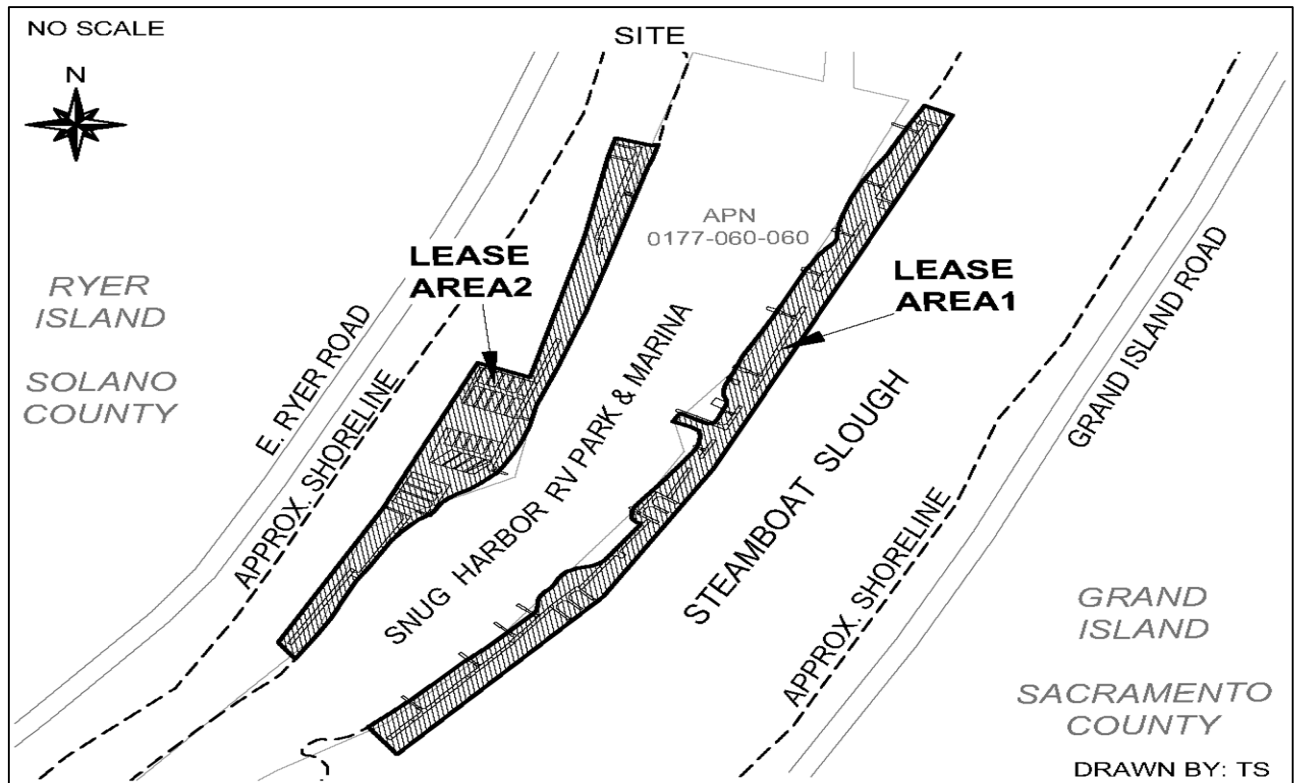 NO SCALE
SITE
N
APN
0177-060-060
LEASE
AREA2
LEASE
AREA1
RYER
ISLAND
SOLANO
COUNTY
E. RYER ROAD
APPROX. SHORELINE
SNUG HARBOR RV PARK & MARINA
STEAMBOAT SLOUGH
APPROX. SHORELINE
GRAND ISLAND ROAD
GRAND
ISLAND
SACRAMENTO
COUNTY
DRAWN BY: TS